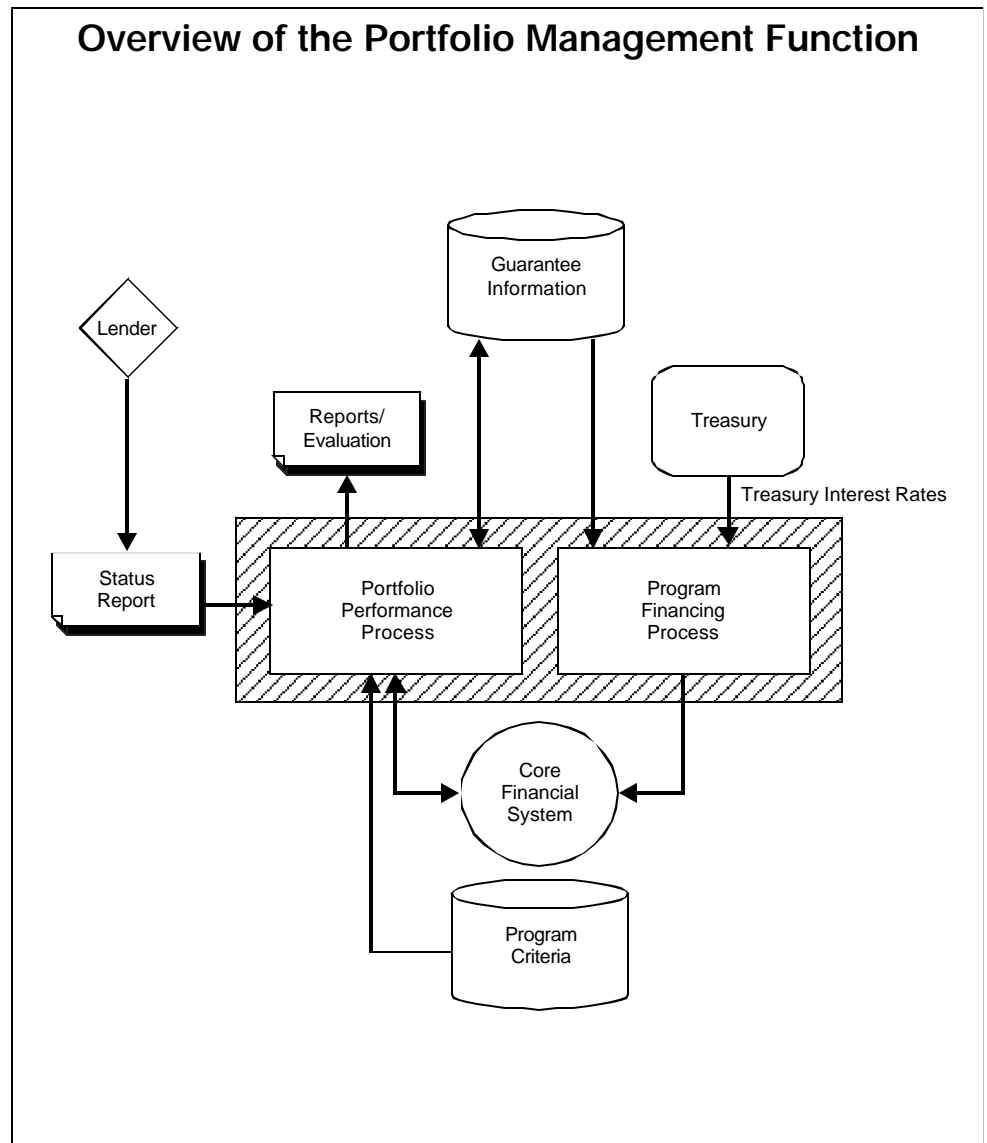 Overview of the Portfolio Management Function
Guarantee
Information
Lender
Reports/
Evaluation
Treasury
Treasury Interest Rates
Status
Report
Portfolio
Performance
Process
Program
Financing
Process
Core
Financial
System
Program
Criteria